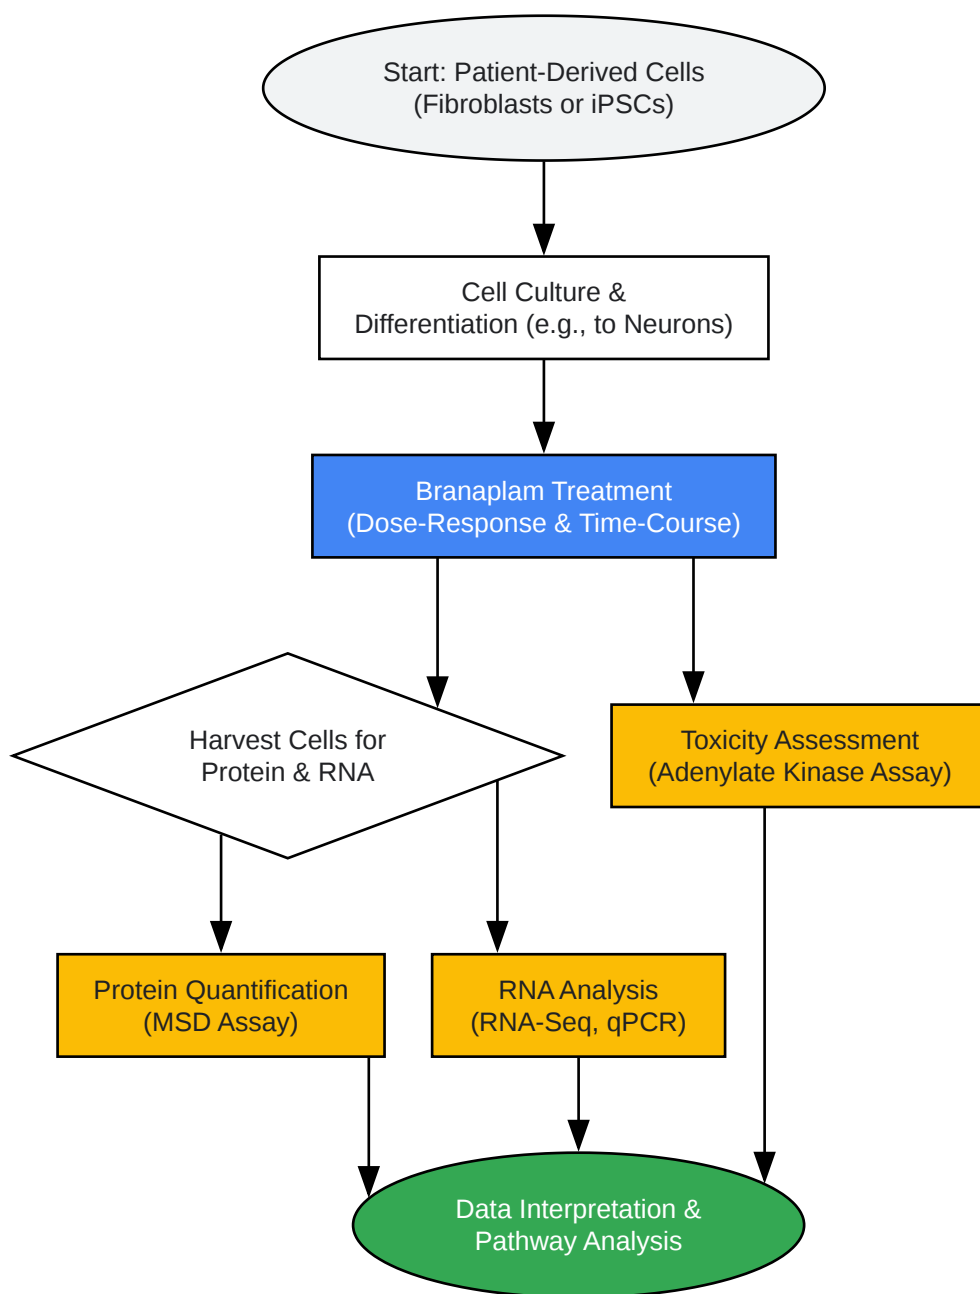 Start: Patient-Derived Cells
(Fibroblasts or iPSCs)
Cell Culture &
Differentiation (e.g., to Neurons)
Branaplam Treatment
(Dose-Response & Time-Course)
Harvest Cells for
Protein & RNA
Toxicity Assessment
(Adenylate Kinase Assay)
Protein Quantification
(MSD Assay)
RNA Analysis
(RNA-Seq, qPCR)
Data Interpretation &
Pathway Analysis